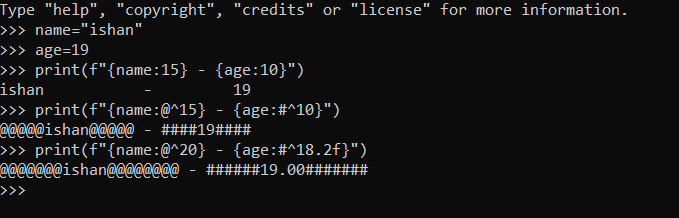 Type "help", "copyright", "credits" or "license" for more information.
>>> name="ishan"
>>> age=19
>>> print(f"{name:15} - {age:10}")
ishan           -         19
>>> print(f"{name:@^15} - {age:#^10}")
@@@@@ishan@@@@@ - ####19####
>>> print(f"{name:@^20} - {age:#^18.2f}")
@@@@@@@ishan@@@@@@@@ - ######19.00#######
>>>